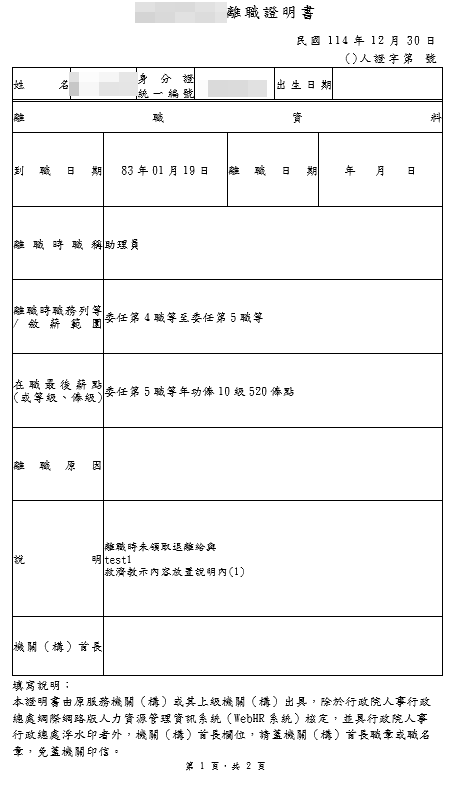 離職證明書
民國 114 年 12 月 30 日
()人證字第 號
姓名 身分證統一編號 出生日期
離職資料
到職日期 83 年 01 月 19 日 離職日期 年 月 日
離職時職稱 助理員
離職時職務列等/敘薪範圍 委任第 4 職等至委任第 5 職等
在職最後薪點(或等級、俸級) 委任第 5 職等年功俸 10 級 520 俸點
離職原因
說明 離職時未領取退離給與
test1
救濟教示內容放置說明內(1)
機關（構）首長
填寫說明：
本證明書由原服務機關（構）或其上級機關（構）出具，除於行政院人事行政
總處網際網路版人力資源管理資訊系統（WebHR 系統）核定，並具行政院人事
行政總處浮水印者外，機關（構）首長欄位，請蓋機關（構）首長職章或職名
章，免蓋機關印信。
第 1 頁，共 2 頁